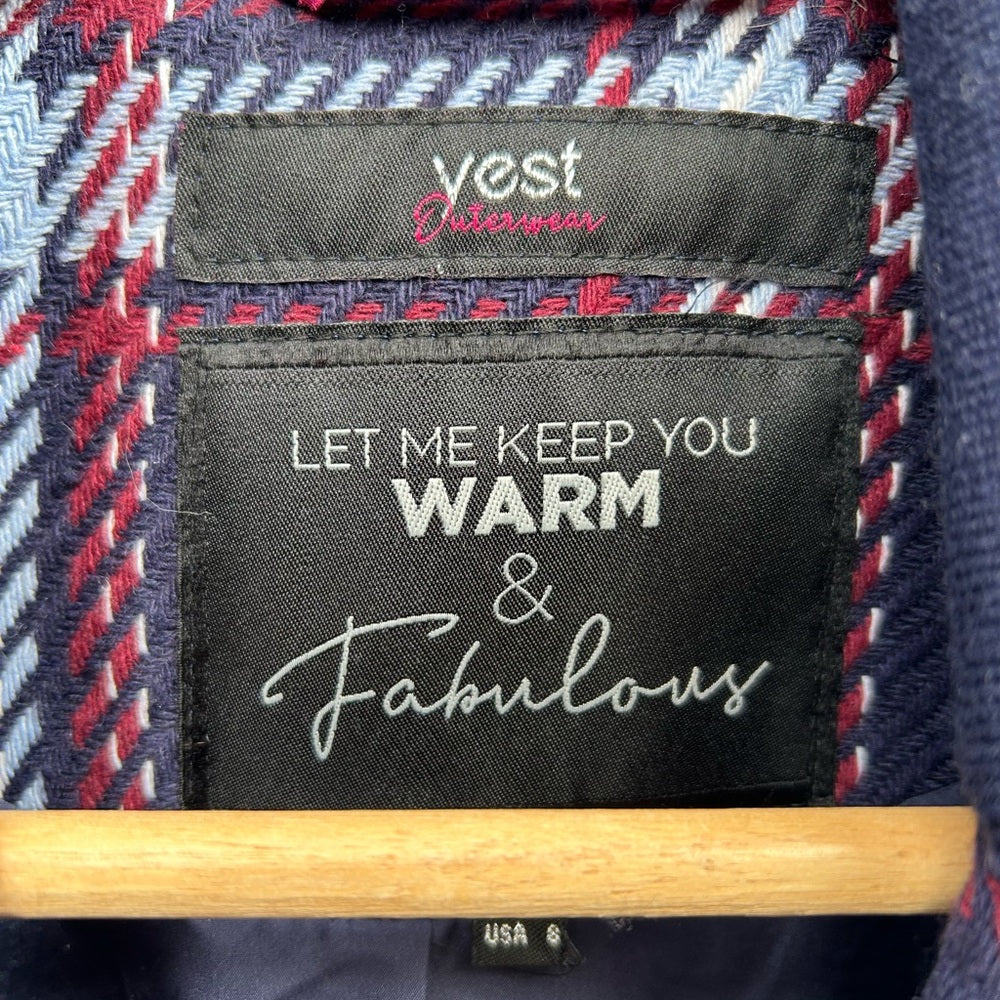 yest
Outerwear
LET ME KEEP YOU
WARM
&
Fabulous
USA 8